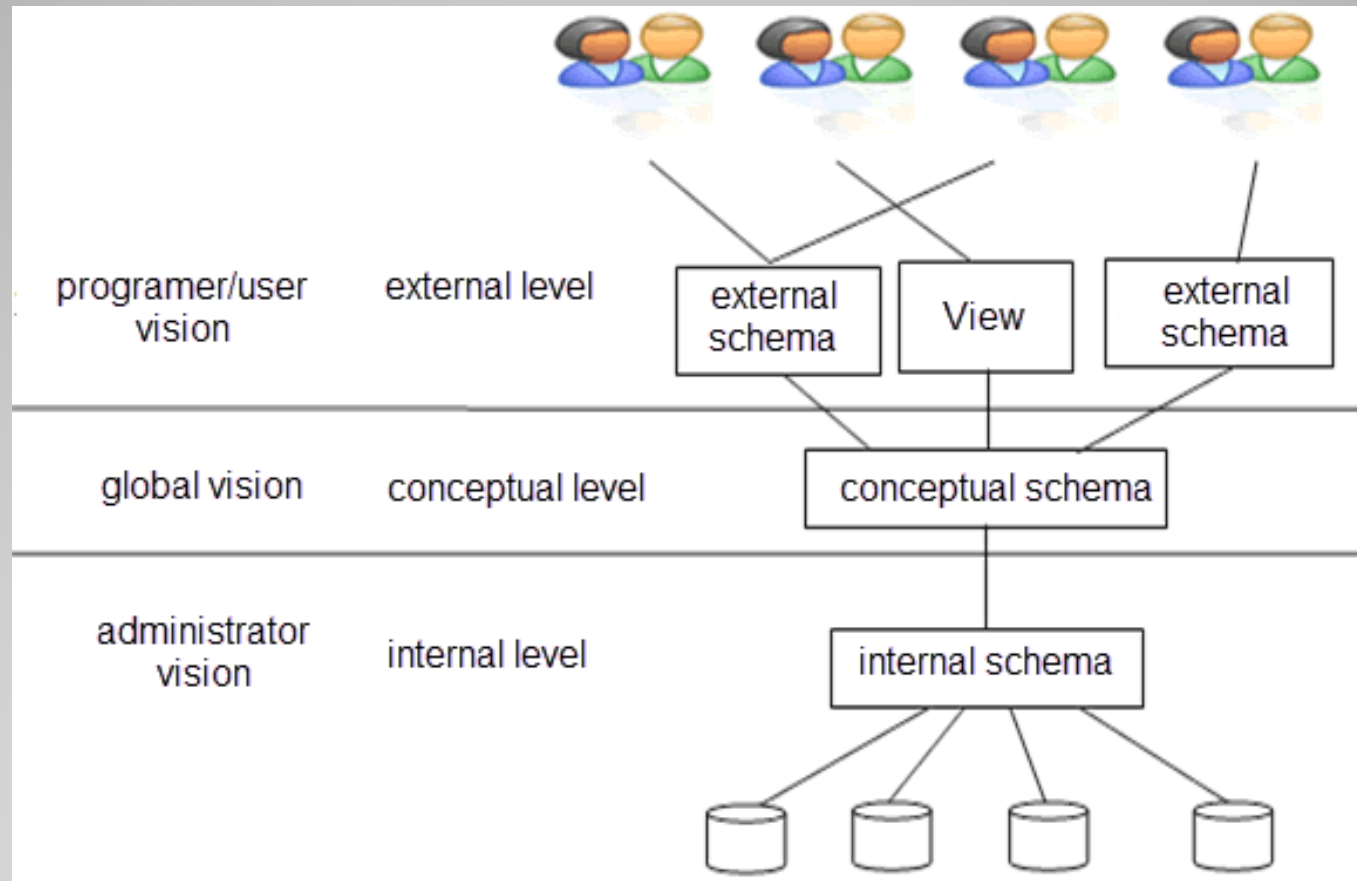 programer/user
vision
external level
external
schema
View
external
schema
global vision
conceptual level
conceptual schema
administrator
vision
internal level
internal schema